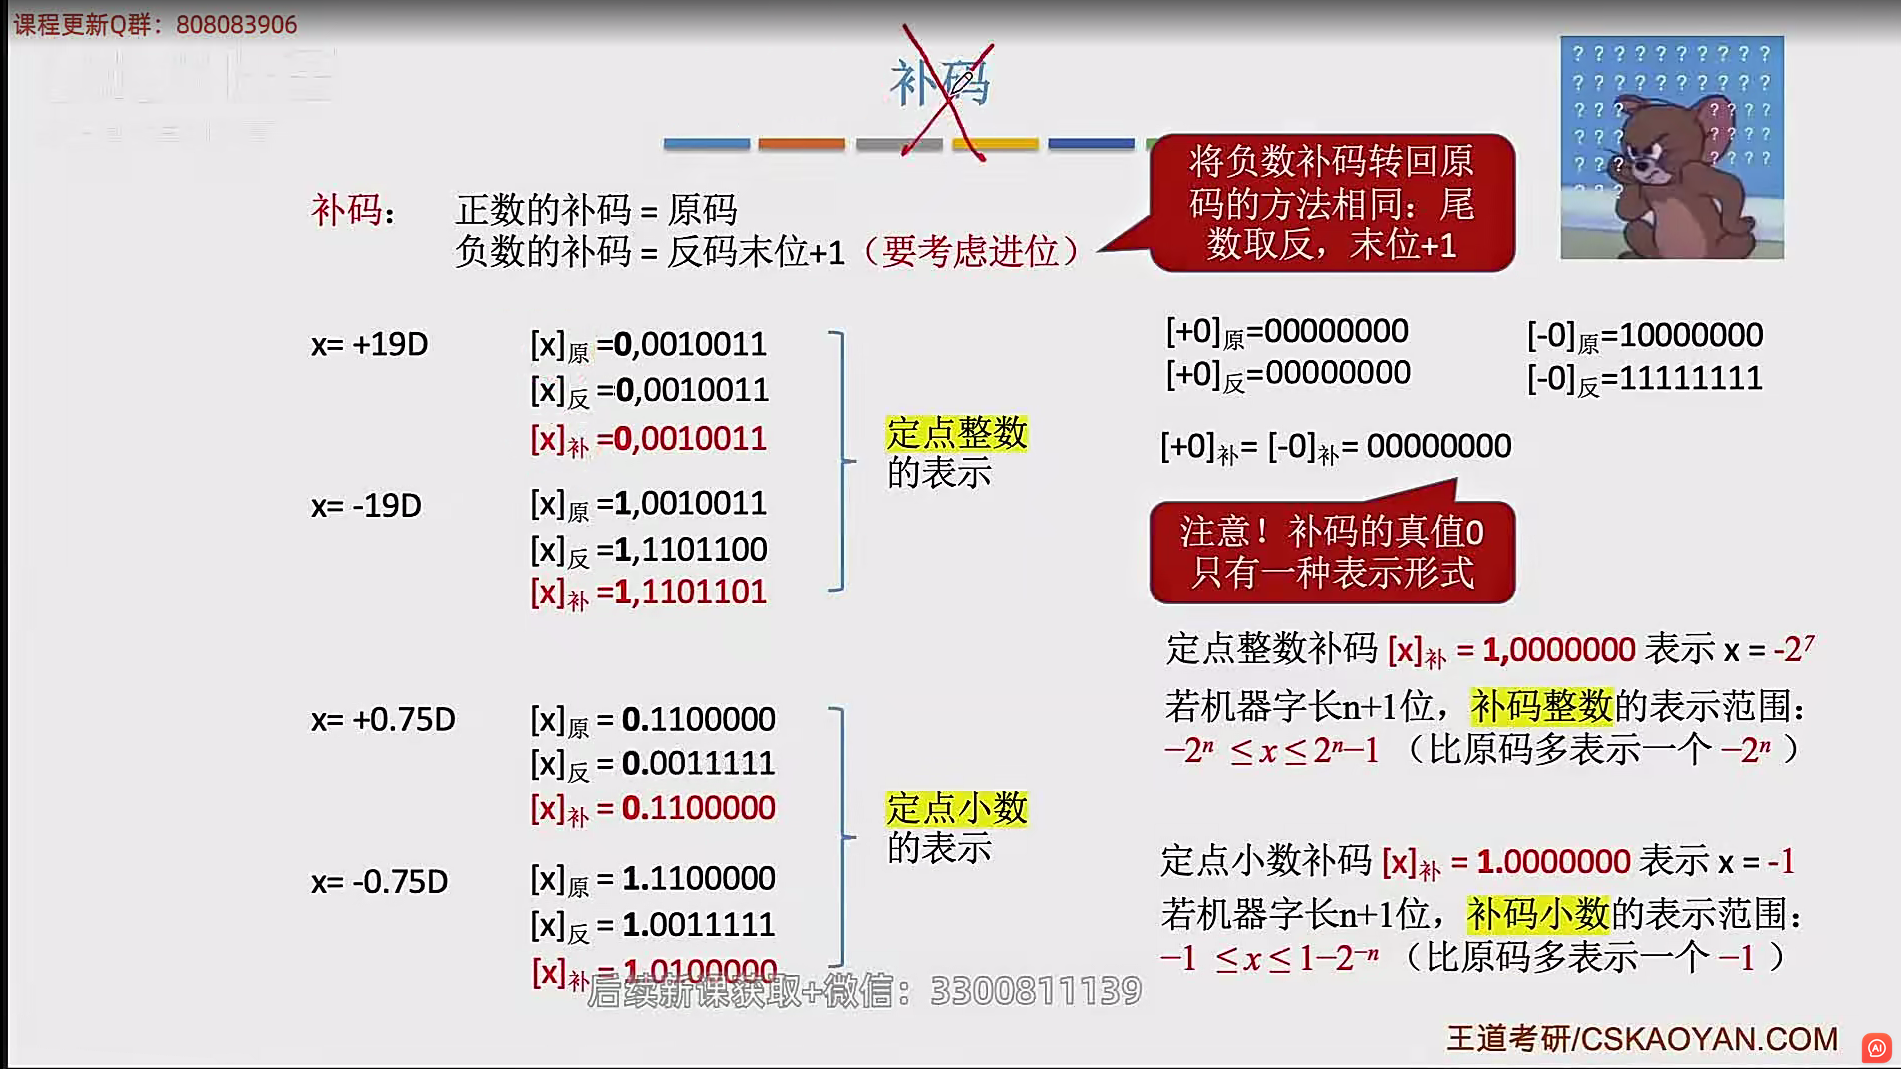 课程更新Q群：808083906
补码
补码： 正数的补码 = 原码
负数的补码 = 反码末位+1（要考虑进位）
将负数补码转回原
码的方法相同：尾
数取反，末位+1
? ? ? ? ? ? ? ? ? ?
? ? ? ? ? ? ? ? ? ?
x= +19D
[x]原 =0,0010011
[x]反 =0,0010011
[x]补 =0,0010011
x= -19D
[x]原 =1,0010011
[x]反 =1,1101100
[x]补 =1,1101101
定点整数
的表示
x= +0.75D
[x]原 = 0.1100000
[x]反 = 0.0011111
[x]补 = 0.1100000
x= -0.75D
[x]原 = 1.1100000
[x]反 = 1.0011111
[x]补 = 1.0100000
定点小数
的表示
[+0]原=00000000
[+0]反=00000000
[-0]原=10000000
[-0]反=11111111
[+0]补= [-0]补= 00000000
注意！补码的真值0
只有一种表示形式
定点整数补码 [x]补 = 1,0000000 表示 x = -2⁷
若机器字长n+1位，补码整数的表示范围：
−2ⁿ ≤ x ≤ 2ⁿ−1 （比原码多表示一个 −2ⁿ ）
定点小数补码 [x]补 = 1.0000000 表示 x = -1
若机器字长n+1位，补码小数的表示范围：
−1 ≤ x ≤ 1−2⁻ⁿ （比原码多表示一个 −1 ）
后续新课获取+微信：3300811139
王道考研/CSKAOYAN.COM
AI